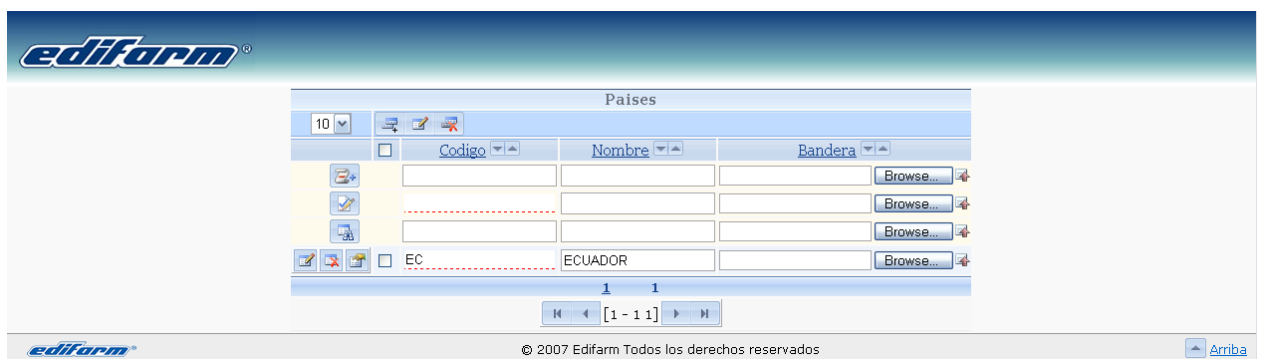 edifarm®
Paises
10
Codigo Nombre Bandera
Browse...
Browse...
Browse...
EC ECUADOR Browse...
1 1
[1 - 1 1]
edifarm® © 2007 Edifarm Todos los derechos reservados Arriba